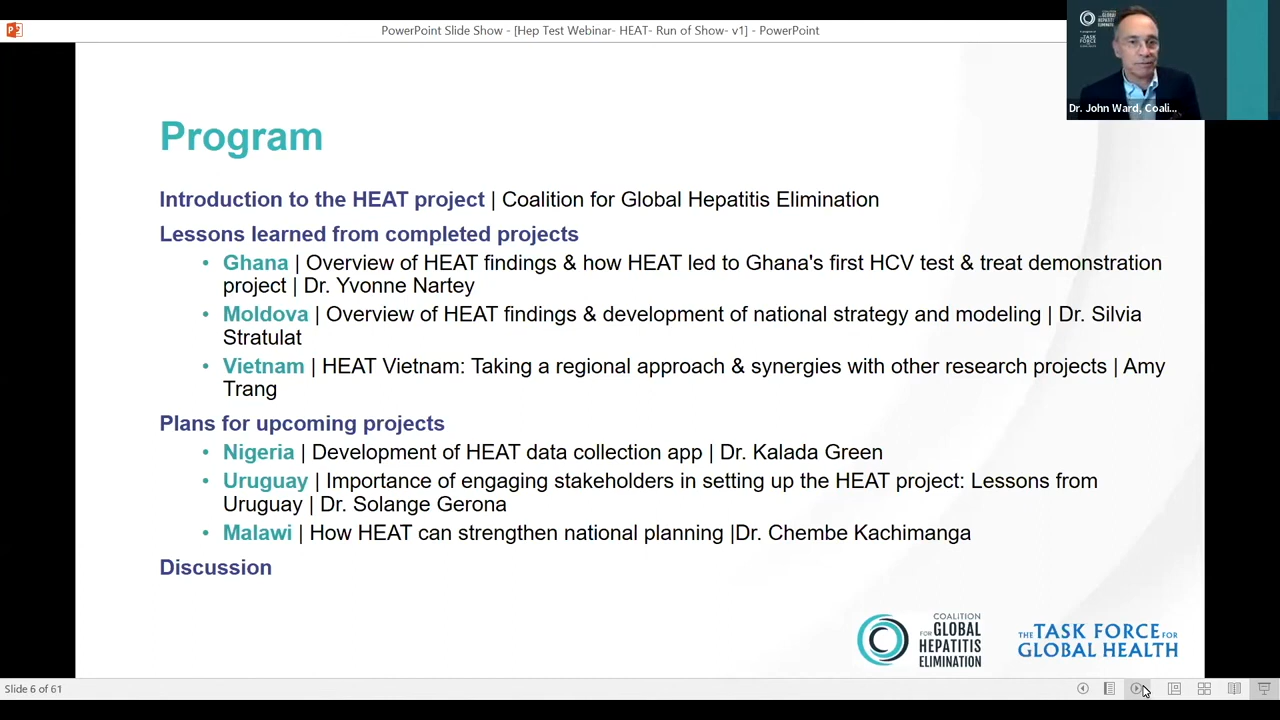 PowerPoint Slide Show - [Hep Test Webinar- HEAT- Run of Show- v1] - PowerPoint
Dr. John Ward, Coali...
Program
Introduction to the HEAT project | Coalition for Global Hepatitis Elimination
Lessons learned from completed projects
• Ghana | Overview of HEAT findings & how HEAT led to Ghana's first HCV test & treat demonstration
project | Dr. Yvonne Nartey
• Moldova | Overview of HEAT findings & development of national strategy and modeling | Dr. Silvia
Stratulat
• Vietnam | HEAT Vietnam: Taking a regional approach & synergies with other research projects | Amy
Trang
Plans for upcoming projects
• Nigeria | Development of HEAT data collection app | Dr. Kalada Green
• Uruguay | Importance of engaging stakeholders in setting up the HEAT project: Lessons from
Uruguay | Dr. Solange Gerona
• Malawi | How HEAT can strengthen national planning |Dr. Chembe Kachimanga
Discussion
COALITION
FOR GLOBAL
HEPATITIS
ELIMINATION
THE TASK FORCE FOR
GLOBAL HEALTH
Slide 6 of 61